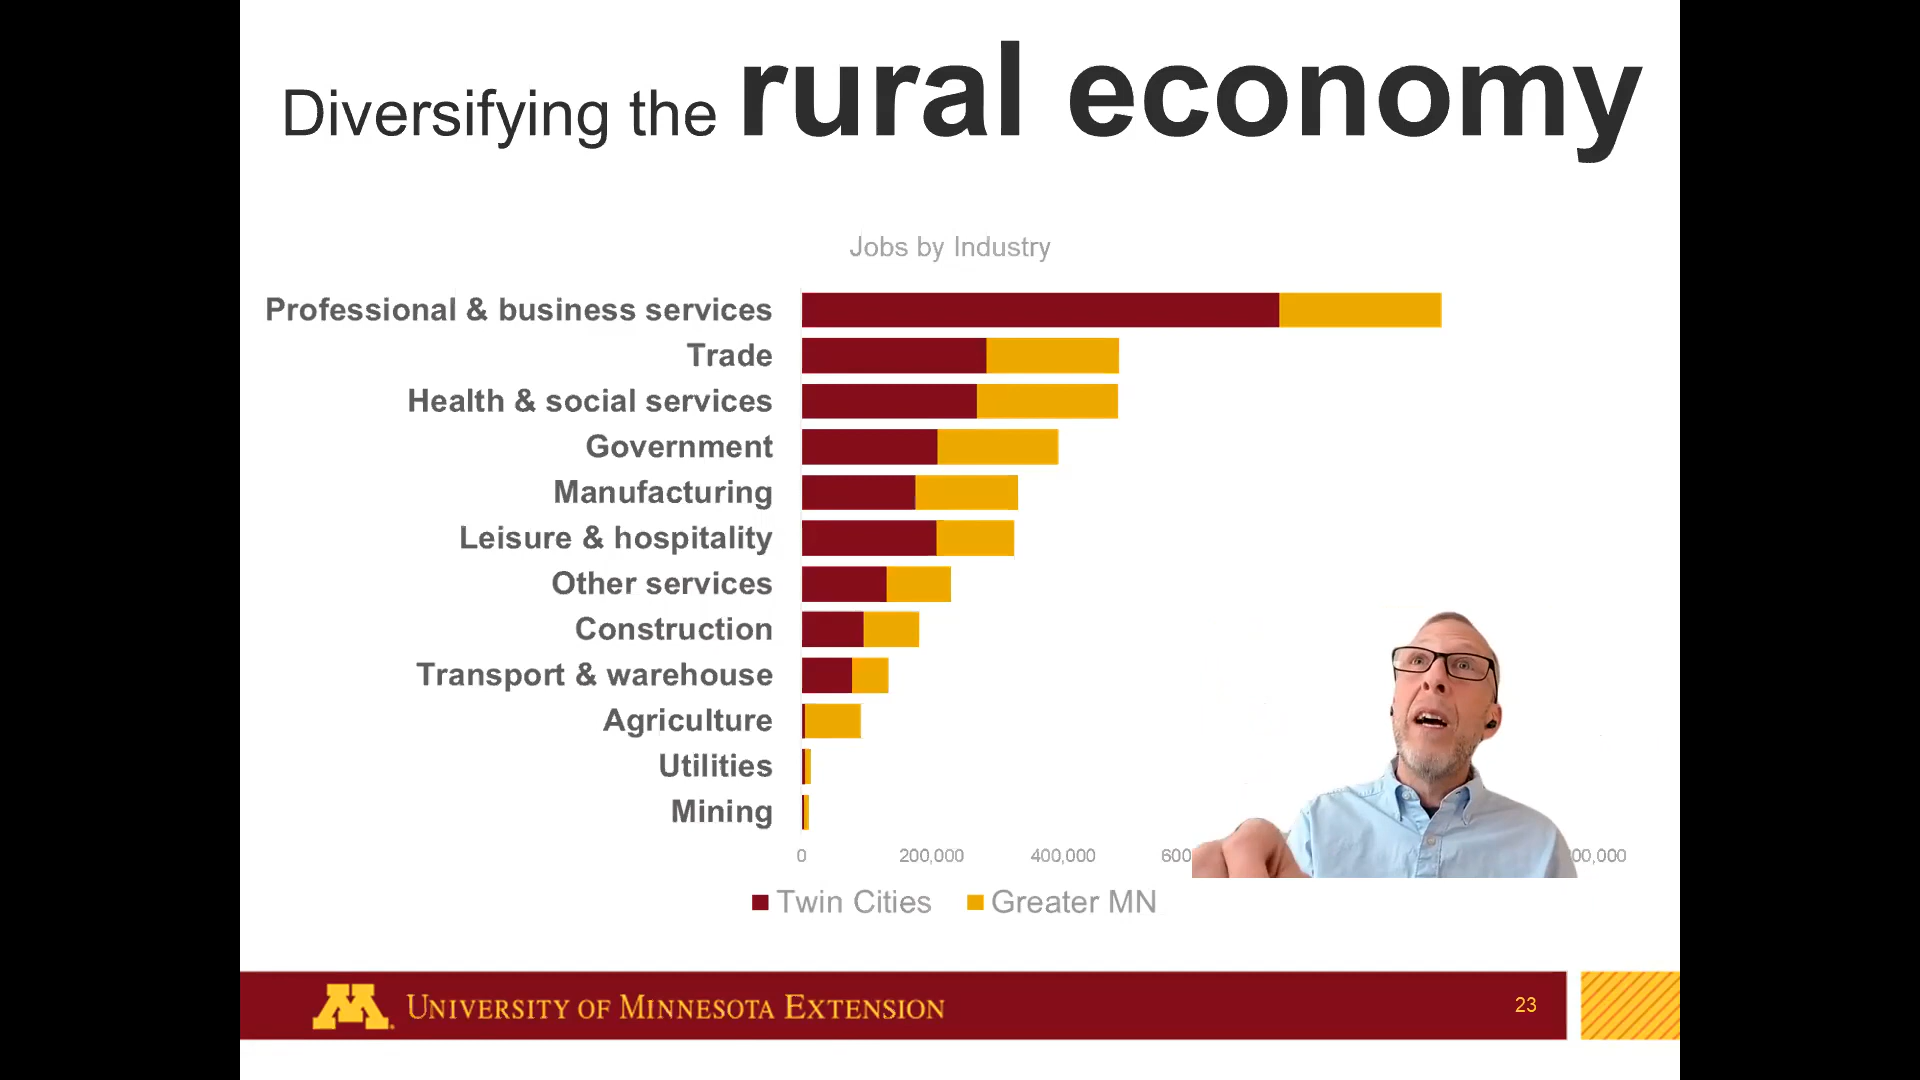 Diversifying the rural economy
Jobs by Industry
Professional & business services
Trade
Health & social services
Government
Manufacturing
Leisure & hospitality
Other services
Construction
Transport & warehouse
Agriculture
Utilities
Mining
0 200,000 400,000
Twin Cities Greater MN
M UNIVERSITY OF MINNESOTA EXTENSION
23